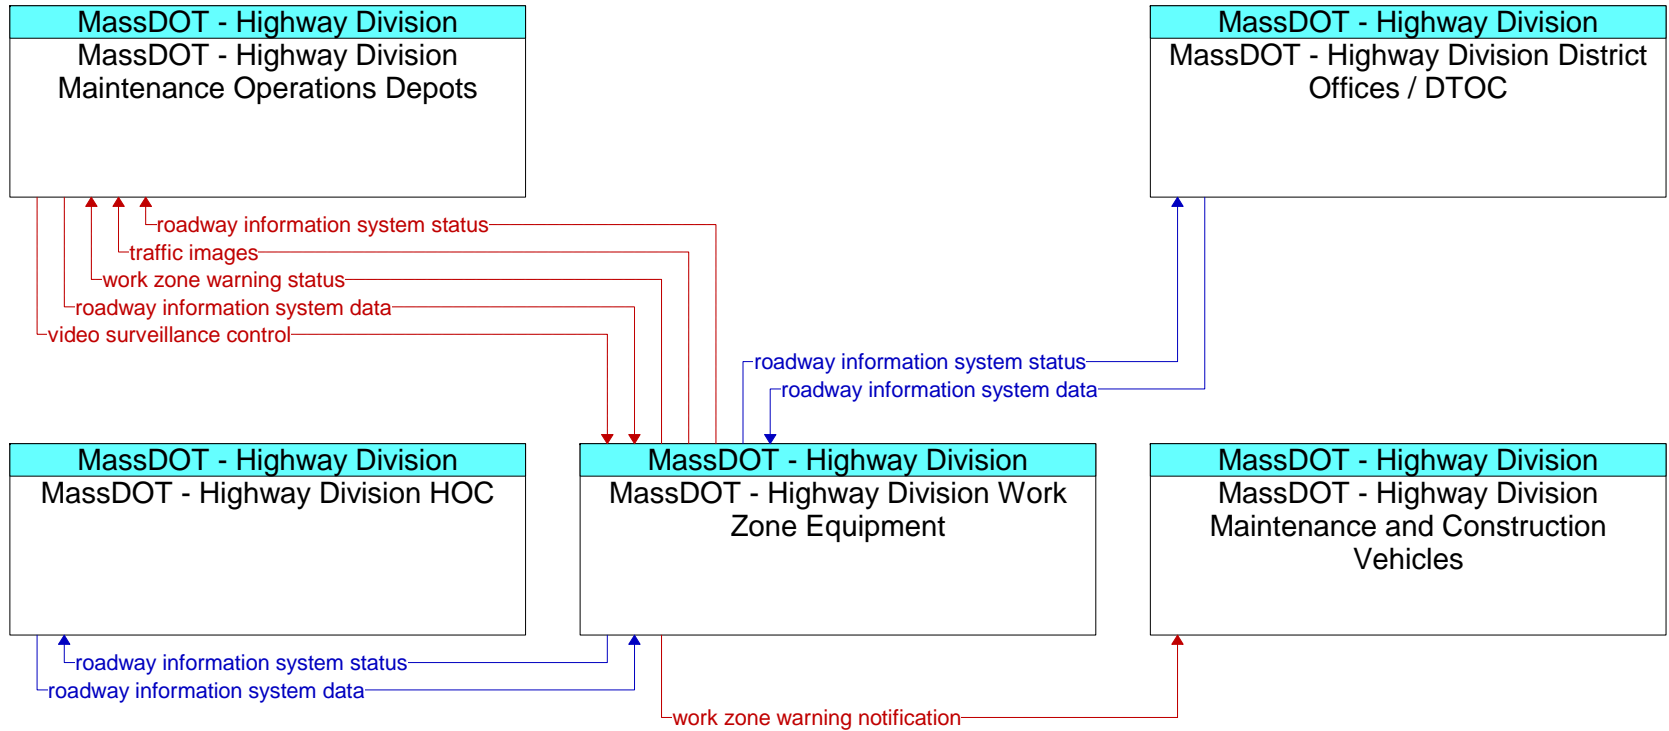 MassDOT - Highway Division
MassDOT - Highway Division
Maintenance Operations Depots
MassDOT - Highway Division
MassDOT - Highway Division District
Offices / DTOC
roadway information system status
traffic images
work zone warning status
roadway information system data
video surveillance control
roadway information system status
roadway information system data
MassDOT - Highway Division
MassDOT - Highway Division HOC
MassDOT - Highway Division
MassDOT - Highway Division Work
Zone Equipment
MassDOT - Highway Division
MassDOT - Highway Division
Maintenance and Construction
Vehicles
roadway information system status
roadway information system data
work zone warning notification